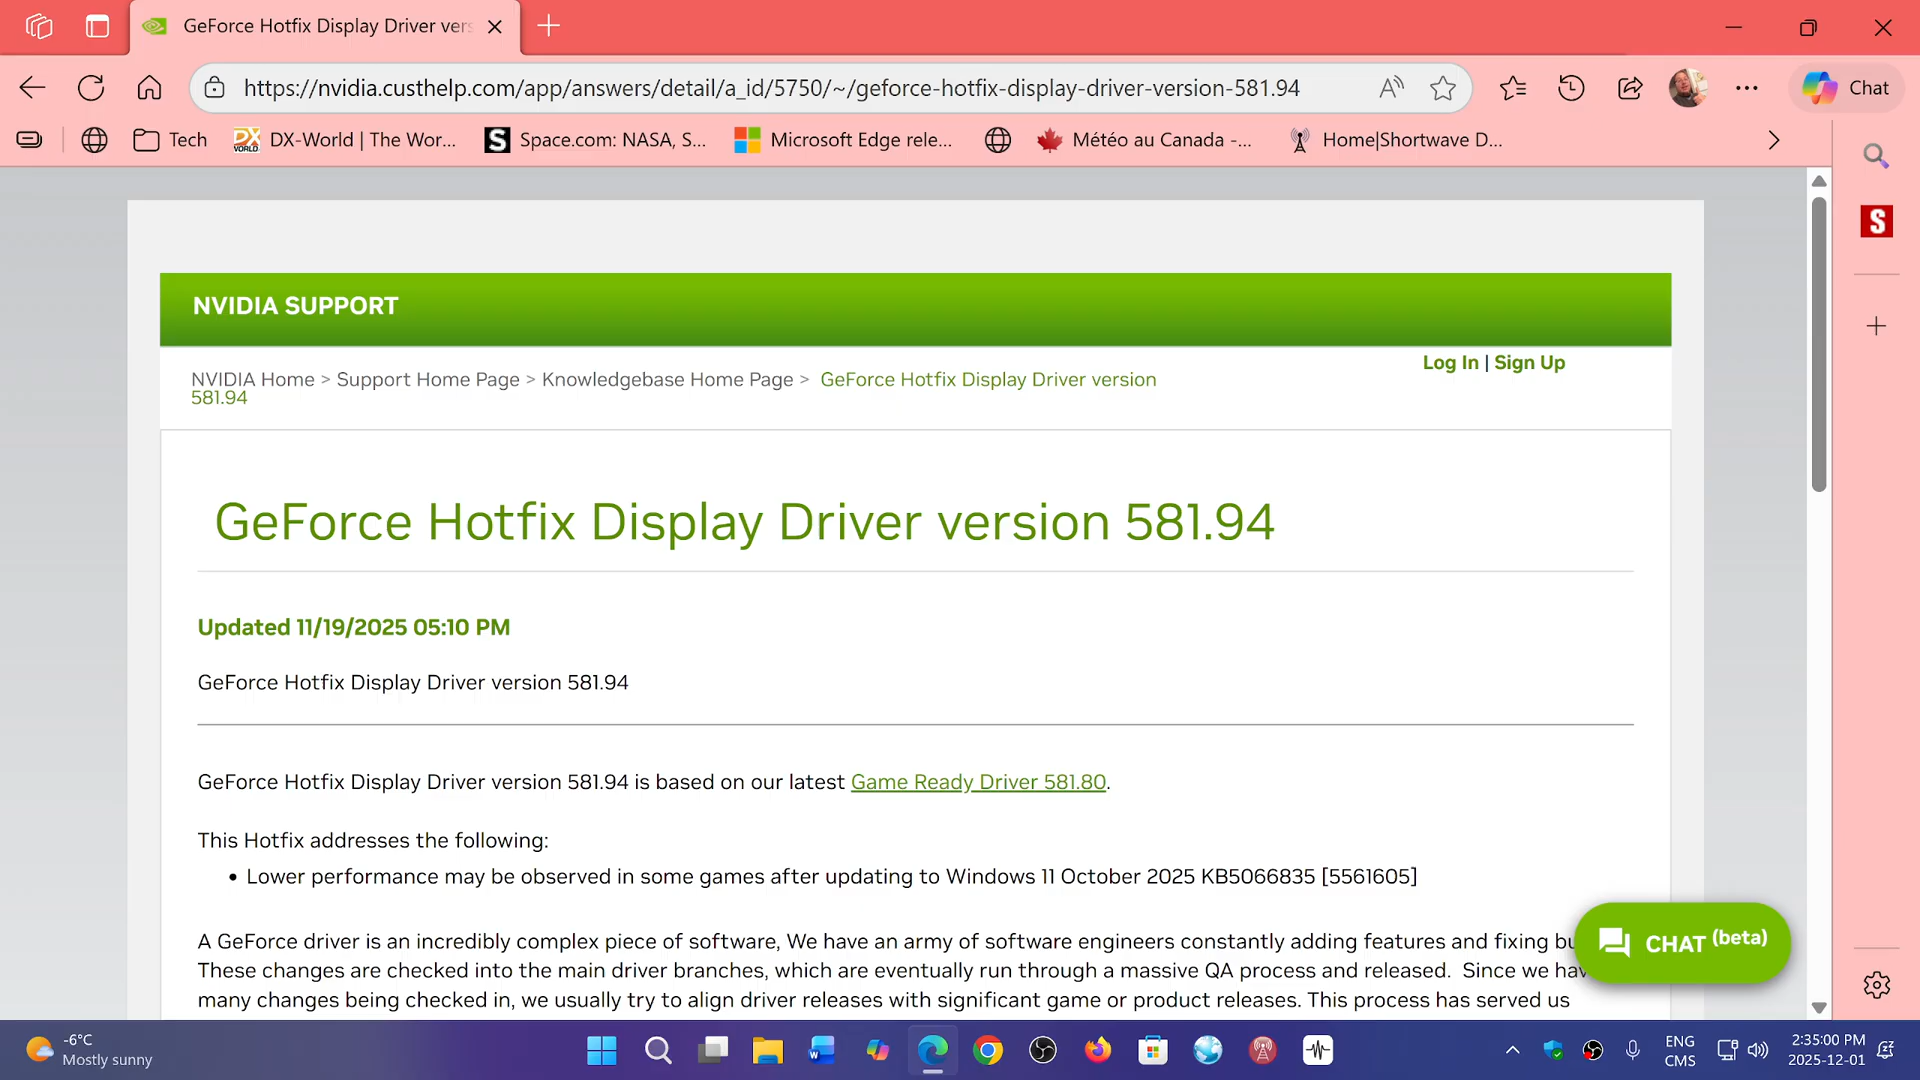 GeForce Hotfix Display Driver ver
https://nvidia.custhelp.com/app/answers/detail/a_id/5750/~/geforce-hotfix-display-driver-version-581.94
Chat
Tech
DX-World | The Wor...
Space.com: NASA, S...
Microsoft Edge rele...
Météo au Canada -...
Home|Shortwave D...
NVIDIA SUPPORT
Log In | Sign Up
NVIDIA Home > Support Home Page > Knowledgebase Home Page > GeForce Hotfix Display Driver version
581.94
GeForce Hotfix Display Driver version 581.94
Updated 11/19/2025 05:10 PM
GeForce Hotfix Display Driver version 581.94
GeForce Hotfix Display Driver version 581.94 is based on our latest Game Ready Driver 581.80.
This Hotfix addresses the following:
• Lower performance may be observed in some games after updating to Windows 11 October 2025 KB5066835 [5561605]
A GeForce driver is an incredibly complex piece of software, We have an army of software engineers constantly adding features and fixing bu
These changes are checked into the main driver branches, which are eventually run through a massive QA process and released. Since we hav
many changes being checked in, we usually try to align driver releases with significant game or product releases. This process has served us
CHAT (beta)
-6°C
Mostly sunny
ENG
CMS
2:35:00 PM
2025-12-01